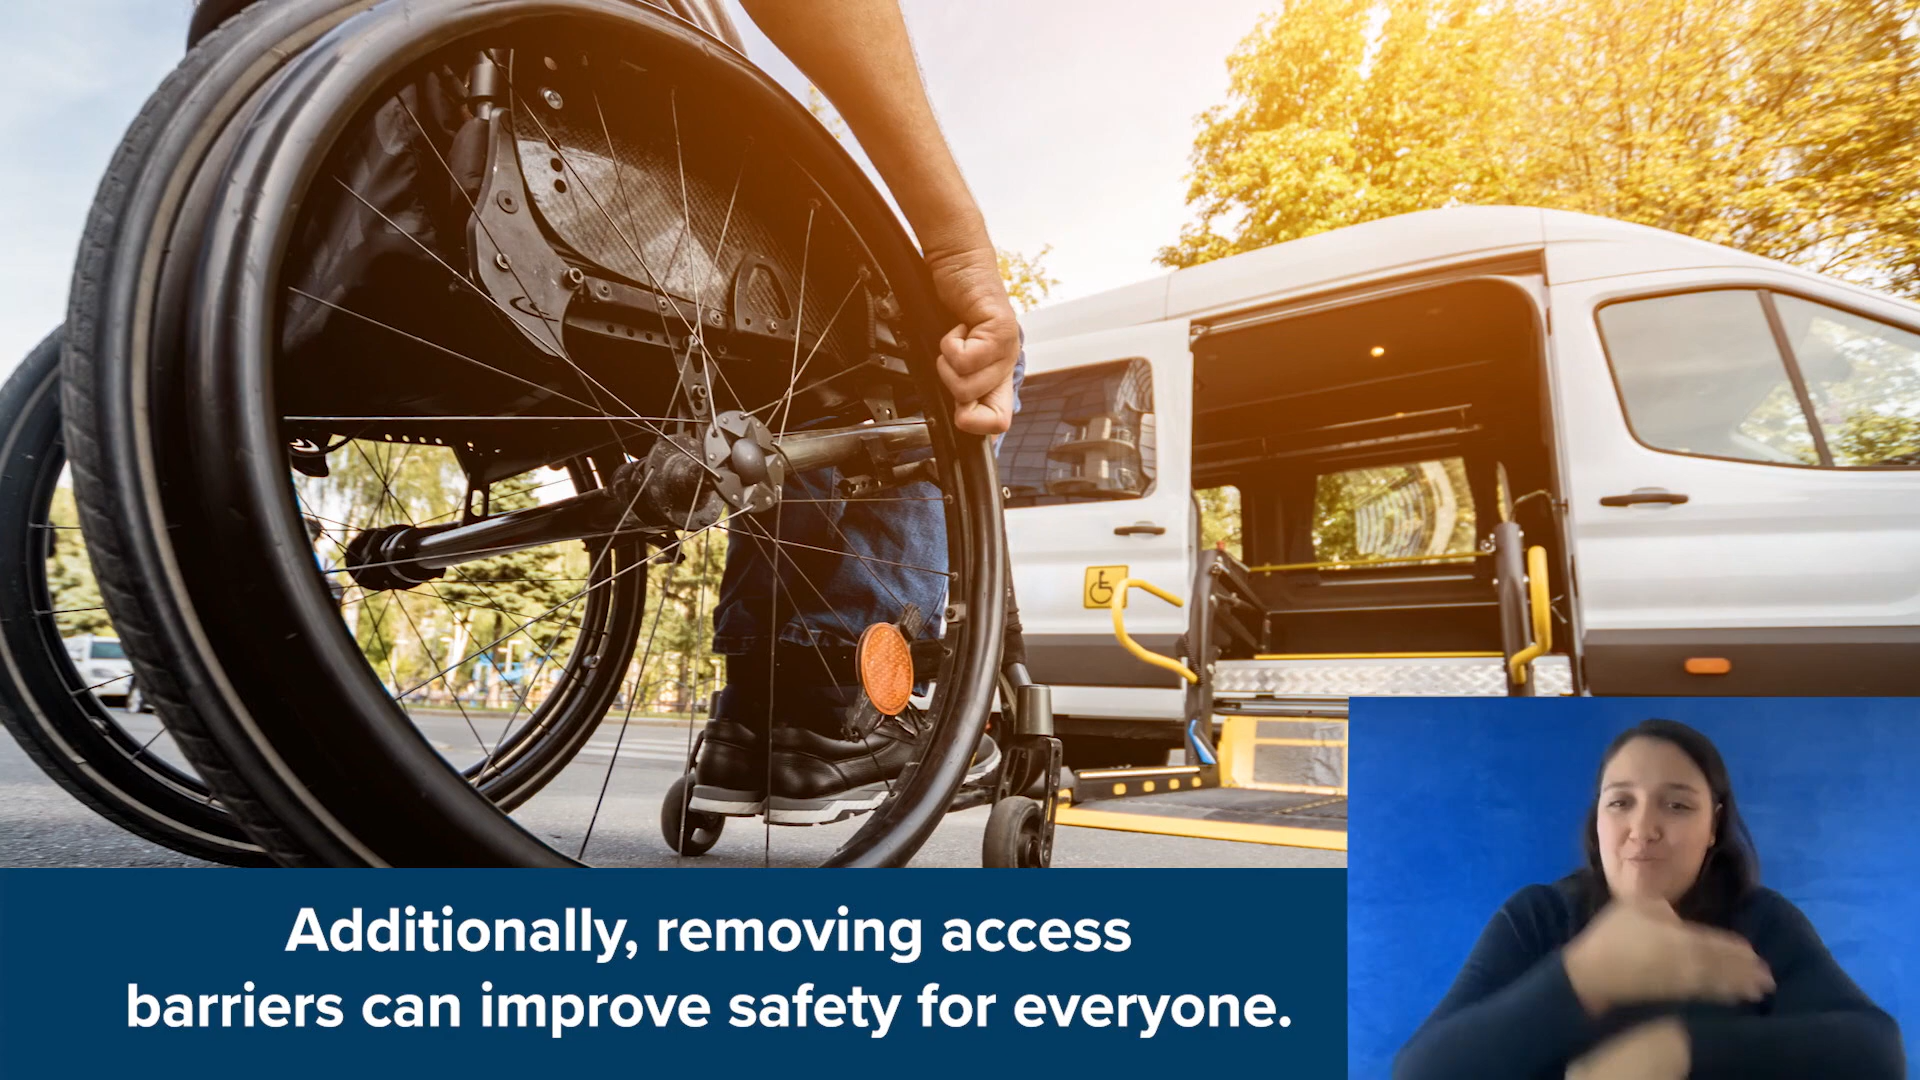 Additionally, removing access
barriers can improve safety for everyone.